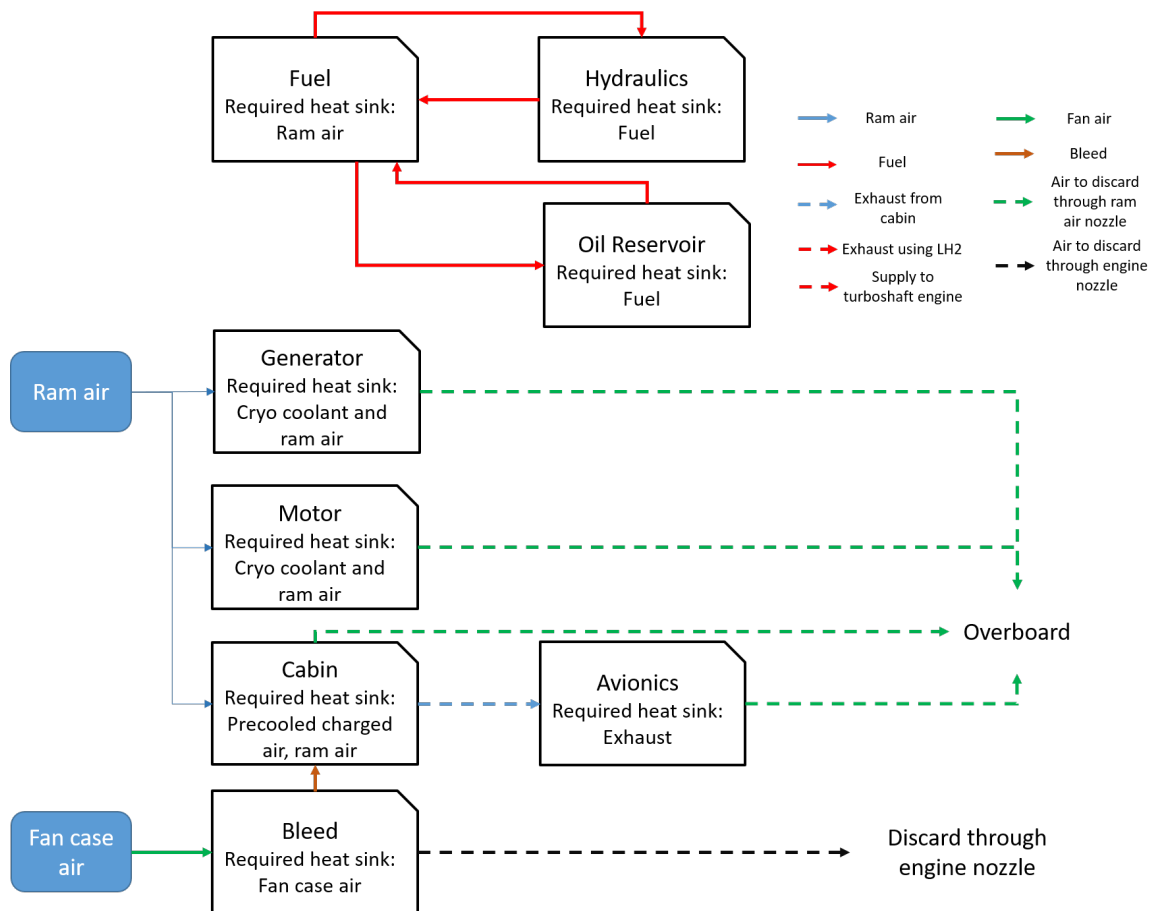 Fuel
Required heat sink:
Ram air
Hydraulics
Required heat sink:
Fuel
Oil Reservoir
Required heat sink:
Fuel
Ram air
Fan air
Fuel
Bleed
Exhaust from
cabin
Air to discard
through ram
air nozzle
Exhaust using LH2
Supply to
turboshaft engine
Air to discard
through engine
nozzle
Ram air
Generator
Required heat sink:
Cryo coolant and
ram air
Motor
Required heat sink:
Cryo coolant and
ram air
Cabin
Required heat sink:
Precooled charged
air, ram air
Avionics
Required heat sink:
Exhaust
Overboard
Fan case
air
Bleed
Required heat sink:
Fan case air
Discard through
engine nozzle